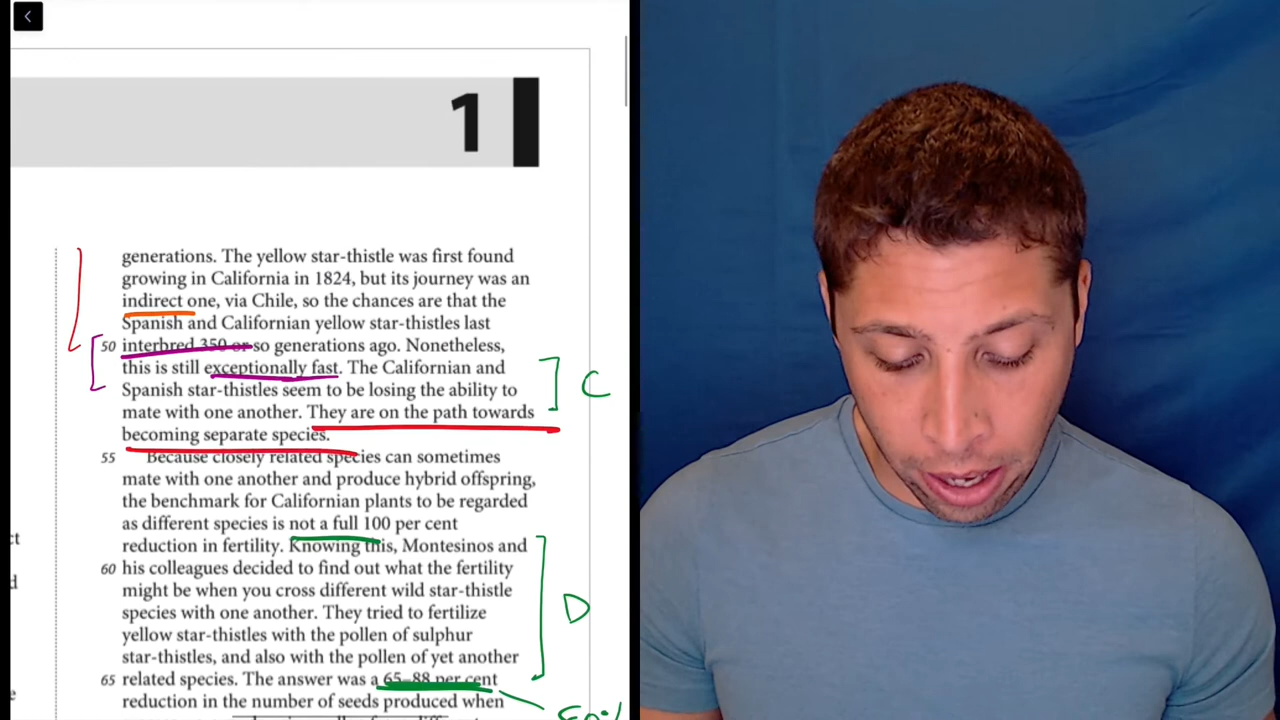 1
generations. The yellow star-thistle was first found
growing in California in 1824, but its journey was an
indirect one, via Chile, so the chances are that the
Spanish and Californian yellow star-thistles last
50 interbred 350 or so generations ago. Nonetheless,
this is still exceptionally fast. The Californian and
Spanish star-thistles seem to be losing the ability to
mate with one another. They are on the path towards
becoming separate species.
C
55 Because closely related species can sometimes
mate with one another and produce hybrid offspring,
the benchmark for Californian plants to be regarded
as different species is not a full 100 per cent
reduction in fertility. Knowing this, Montesinos and
60 his colleagues decided to find out what the fertility
might be when you cross different wild star-thistle
species with one another. They tried to fertilize
yellow star-thistles with the pollen of sulphur
star-thistles, and also with the pollen of yet another
65 related species. The answer was a 65–88 per cent
reduction in the number of seeds produced when
D